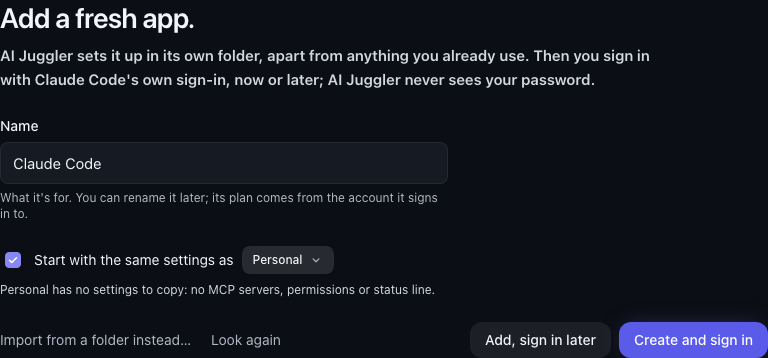 Add a fresh app.
AI Juggler sets it up in its own folder, apart from anything you already use. Then you sign in
with Claude Code's own sign-in, now or later; AI Juggler never sees your password.
Name
Claude Code
What it's for. You can rename it later; its plan comes from the account it signs
in to.
Start with the same settings as Personal
Personal has no settings to copy: no MCP servers, permissions or status line.
Import from a folder instead... Look again Add, sign in later Create and sign in